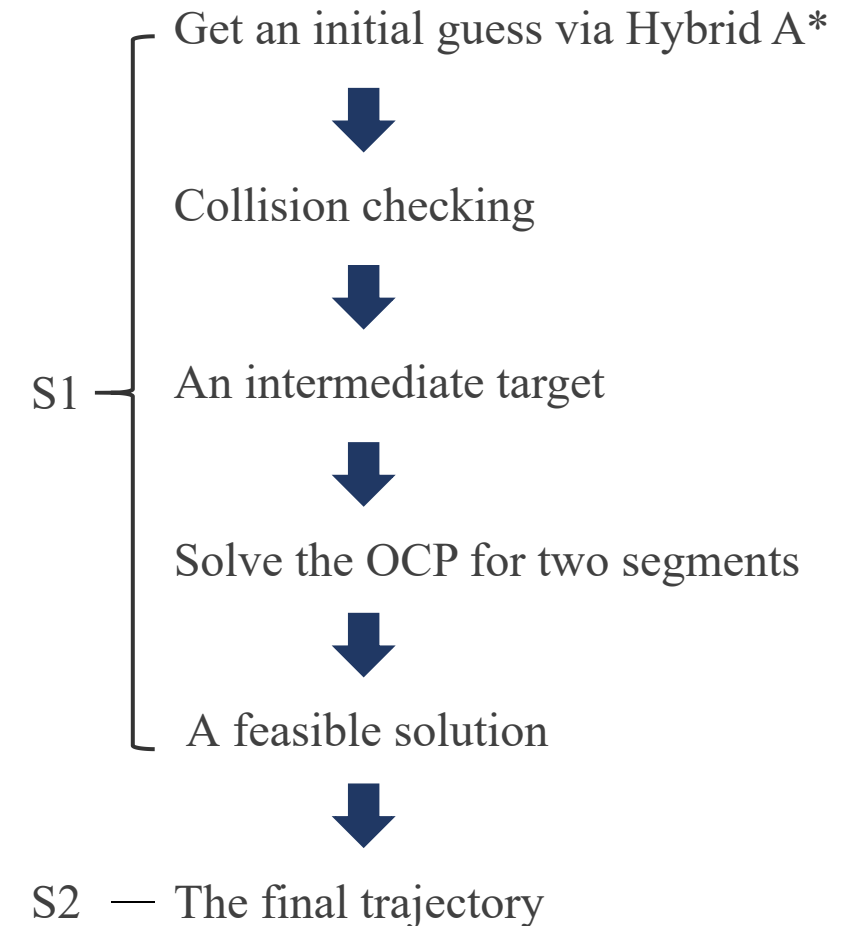 Get an initial guess via Hybrid A*
Collision checking
S1
An intermediate target
Solve the OCP for two segments
A feasible solution
S2
The final trajectory